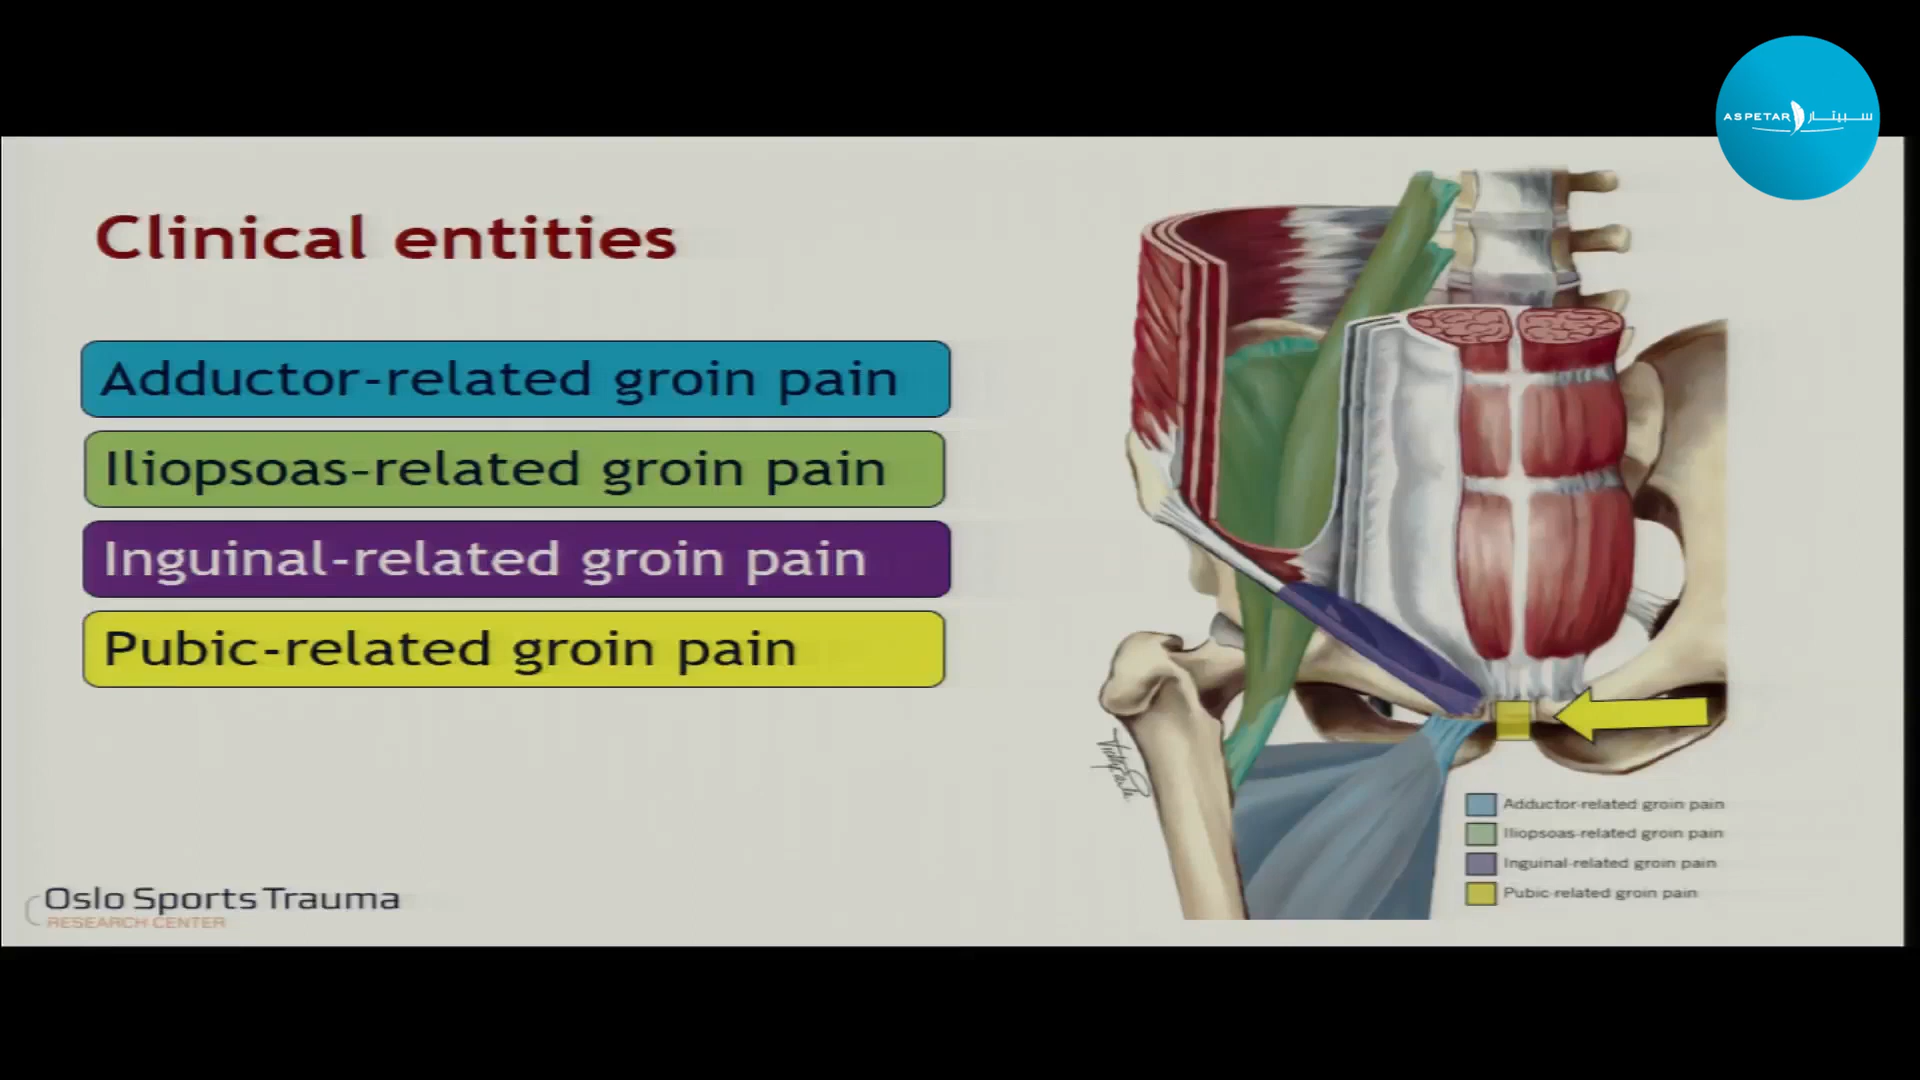 ASPETAR سبيتار
Clinical entities
Adductor-related groin pain
Iliopsoas-related groin pain
Inguinal-related groin pain
Pubic-related groin pain
Adductor-related groin pain
Iliopsoas-related groin pain
Inguinal-related groin pain
Pubic-related groin pain
Oslo Sports Trauma
RESEARCH CENTER